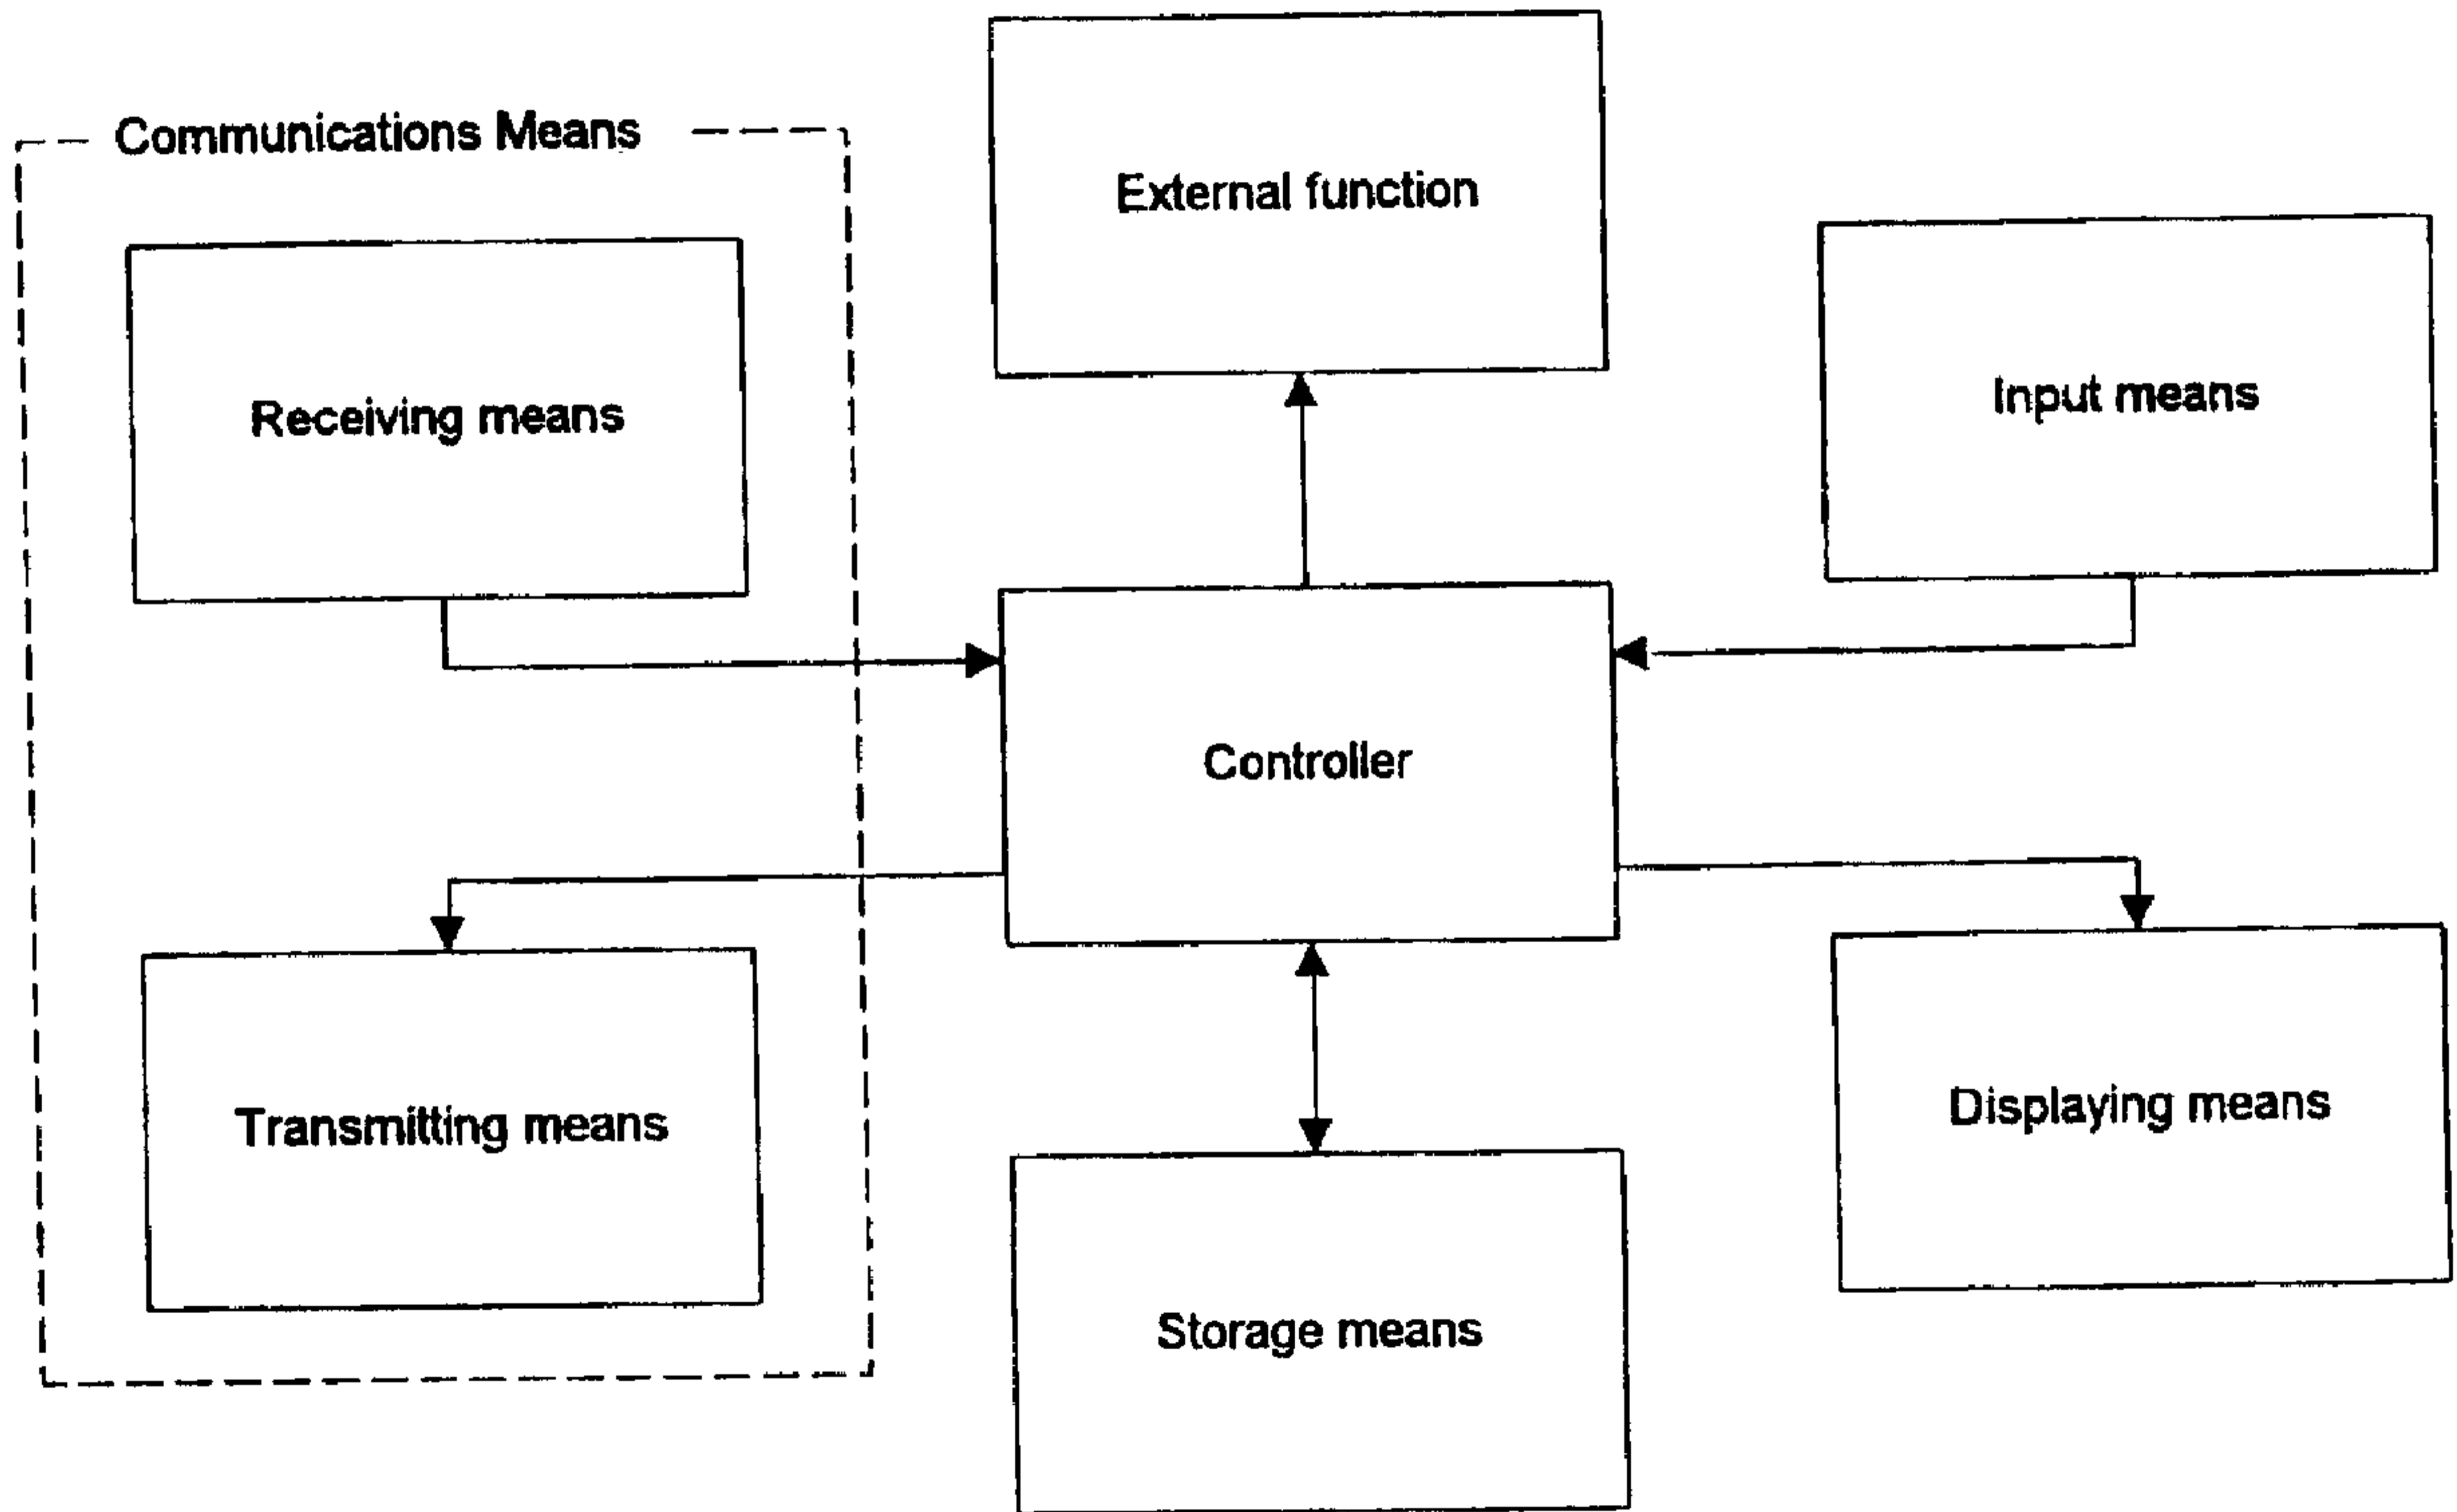 Communications Means
External function
Receiving means
Input means
Controller
Transmitting means
Displaying means
Storage means